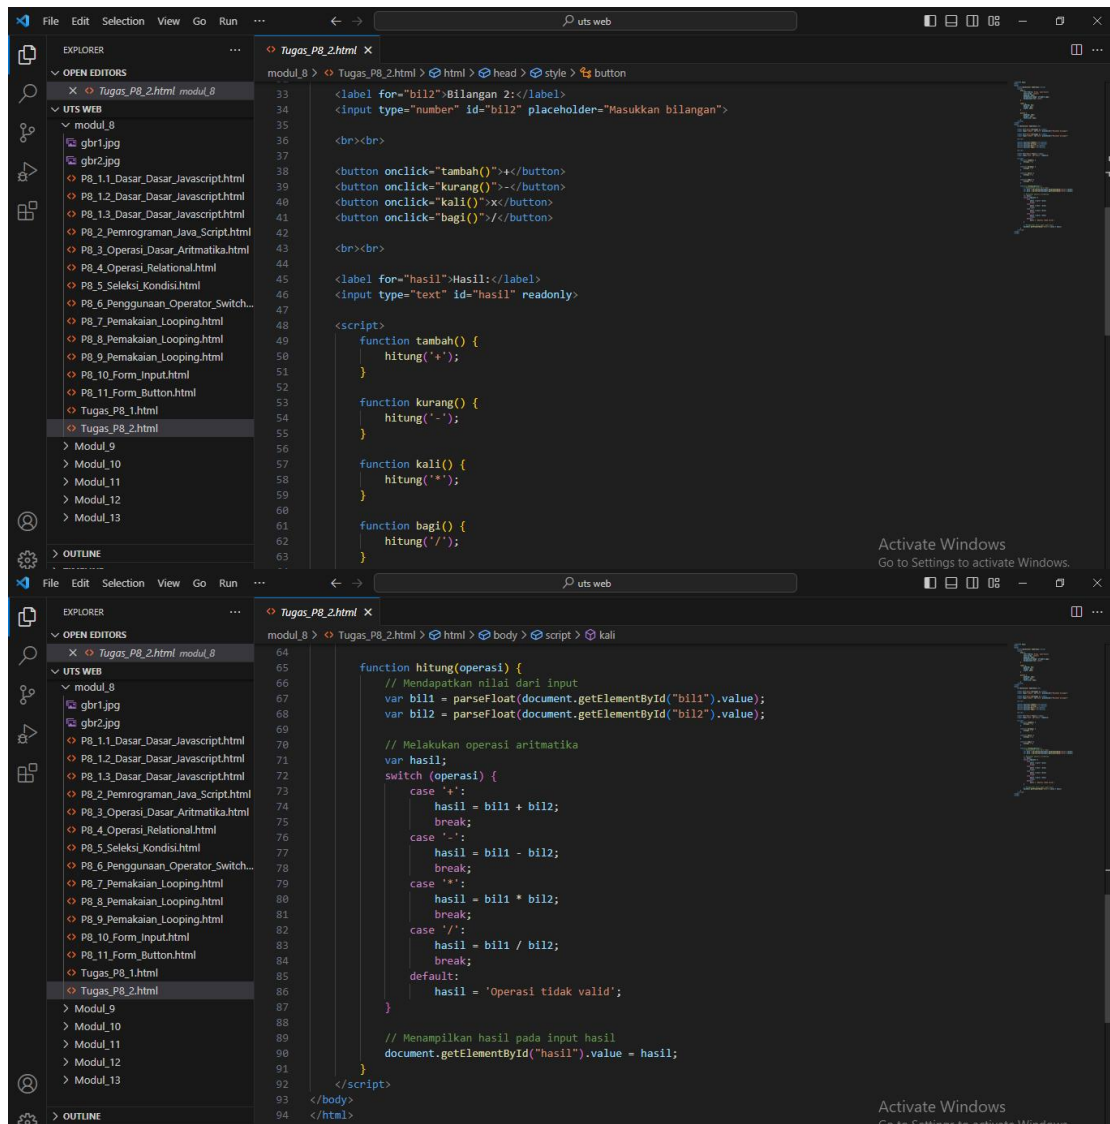 File Edit Selection View Go Run ··· ← → uts web
EXPLORER ···
Tugas_P8_2.html ×
OPEN EDITORS
modul_8 > Tugas_P8_2.html > html > head > style > button
× Tugas_P8_2.html modul_8
UTS WEB
modul_8
gbr1.jpg
gbr2.jpg
P8_1.1_Dasar_Dasar_Javascript.html
P8_1.2_Dasar_Dasar_Javascript.html
P8_1.3_Dasar_Dasar_Javascript.html
P8_2_Pemrograman_Java_Script.html
P8_3_Operasi_Dasar_Aritmatika.html
P8_4_Operasi_Relational.html
P8_5_Seleksi_Kondisi.html
P8_6_Penggunaan_Operator_Switch...
P8_7_Pemakaian_Looping.html
P8_8_Pemakaian_Looping.html
P8_9_Pemakaian_Looping.html
P8_10_Form_Input.html
P8_11_Form_Button.html
Tugas_P8_1.html
Tugas_P8_2.html
Modul_9
Modul_10
Modul_11
Modul_12
Modul_13
OUTLINE
33 <label for="bil2">Bilangan 2:</label>
34 <input type="number" id="bil2" placeholder="Masukkan bilangan">
35
36 <br><br>
37
38 <button onclick="tambah()">+</button>
39 <button onclick="kurang()">-</button>
40 <button onclick="kali()">x</button>
41 <button onclick="bagi()">/</button>
42
43 <br><br>
44
45 <label for="hasil">Hasil:</label>
46 <input type="text" id="hasil" readonly>
47
48 <script>
49 function tambah() {
50 hitung('+');
51 }
52
53 function kurang() {
54 hitung('-');
55 }
56
57 function kali() {
58 hitung('*');
59 }
60
61 function bagi() {
62 hitung('/');
63 }
Activate Windows
Go to Settings to activate Windows.
File Edit Selection View Go Run ··· ← → uts web
EXPLORER ···
Tugas_P8_2.html ×
OPEN EDITORS
modul_8 > Tugas_P8_2.html > html > body > script > kali
× Tugas_P8_2.html modul_8
UTS WEB
modul_8
gbr1.jpg
gbr2.jpg
P8_1.1_Dasar_Dasar_Javascript.html
P8_1.2_Dasar_Dasar_Javascript.html
P8_1.3_Dasar_Dasar_Javascript.html
P8_2_Pemrograman_Java_Script.html
P8_3_Operasi_Dasar_Aritmatika.html
P8_4_Operasi_Relational.html
P8_5_Seleksi_Kondisi.html
P8_6_Penggunaan_Operator_Switch...
P8_7_Pemakaian_Looping.html
P8_8_Pemakaian_Looping.html
P8_9_Pemakaian_Looping.html
P8_10_Form_Input.html
P8_11_Form_Button.html
Tugas_P8_1.html
Tugas_P8_2.html
Modul_9
Modul_10
Modul_11
Modul_12
Modul_13
OUTLINE
64
65 function hitung(operasi) {
66 // Mendapatkan nilai dari input
67 var bil1 = parseFloat(document.getElementById("bil1").value);
68 var bil2 = parseFloat(document.getElementById("bil2").value);
69
70 // Melakukan operasi aritmatika
71 var hasil;
72 switch (operasi) {
73 case '+':
74 hasil = bil1 + bil2;
75 break;
76 case '-':
77 hasil = bil1 - bil2;
78 break;
79 case '*':
80 hasil = bil1 * bil2;
81 break;
82 case '/':
83 hasil = bil1 / bil2;
84 break;
85 default:
86 hasil = 'Operasi tidak valid';
87 }
88
89 // Menampilkan hasil pada input hasil
90 document.getElementById("hasil").value = hasil;
91 }
92 </script>
93 </body>
94 </html>
Activate Windows